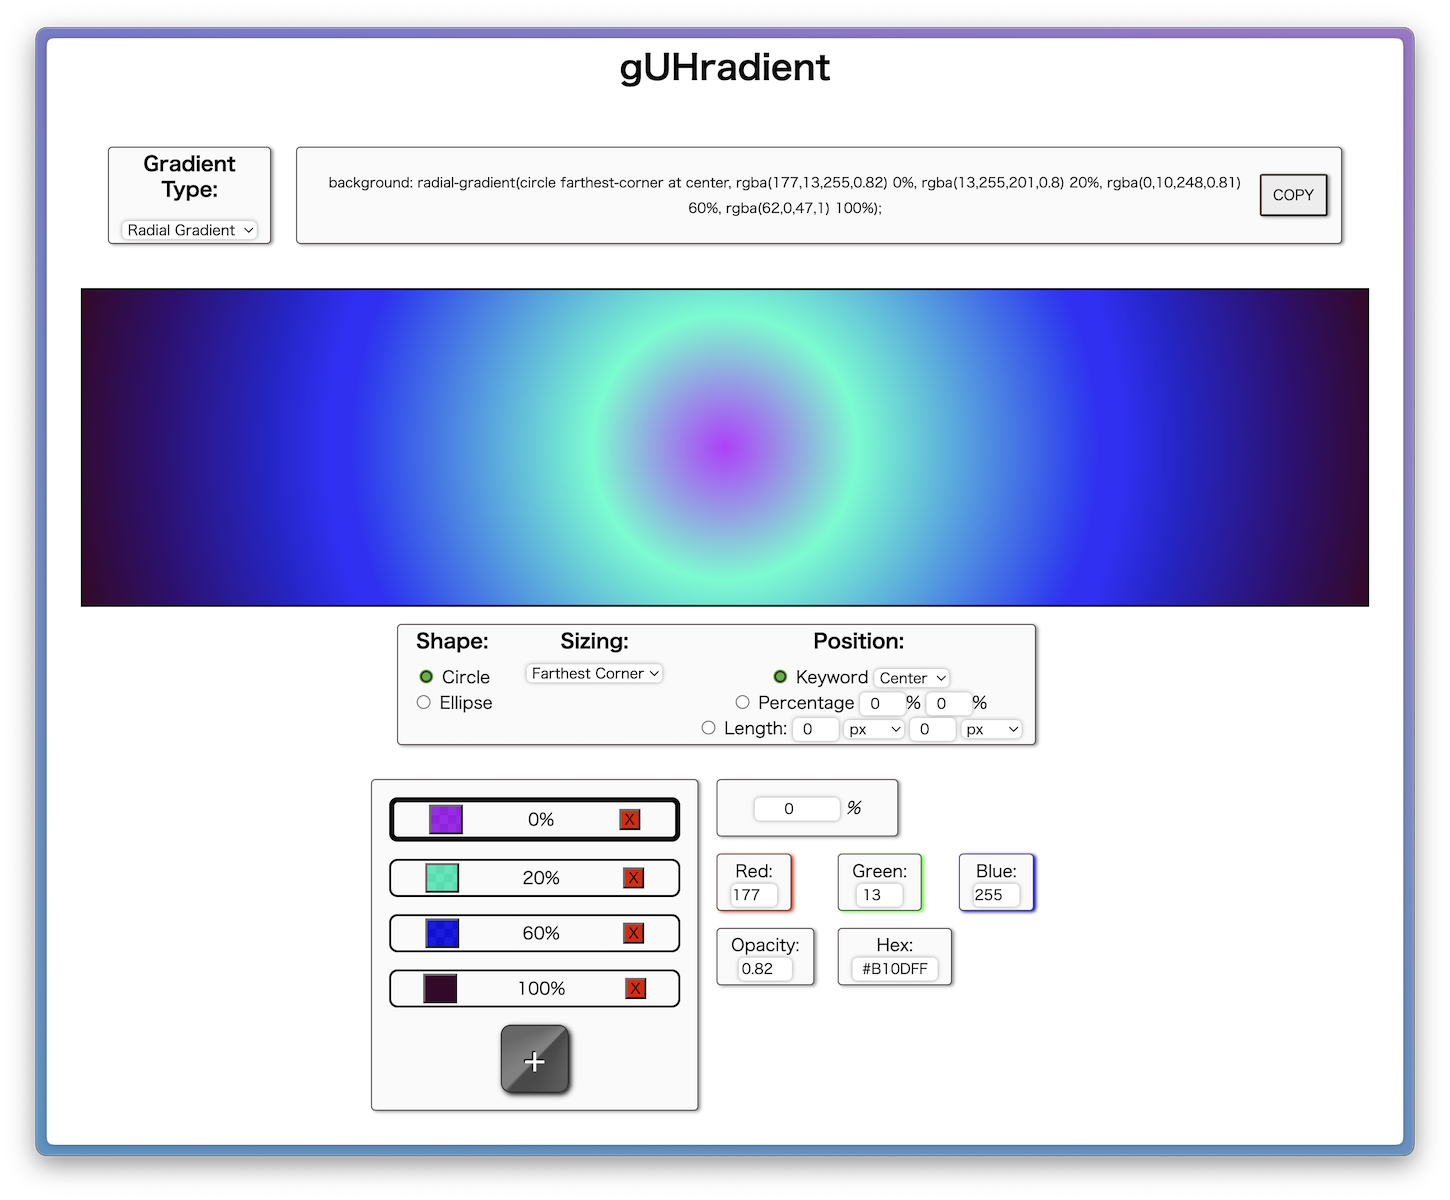 gUHradient
Gradient
Type:
Radial Gradient
background: radial-gradient(circle farthest-corner at center, rgba(177,13,255,0.82) 0%, rgba(13,255,201,0.8) 20%, rgba(0,10,248,0.81)
60%, rgba(62,0,47,1) 100%);
COPY
Shape:
Circle
Ellipse
Sizing:
Farthest Corner
Position:
Keyword Center
Percentage 0 % 0 %
Length: 0 px 0 px
0% X
20% X
60% X
100% X
+
0 %
Red:
177
Green:
13
Blue:
255
Opacity:
0.82
Hex:
#B10DFF